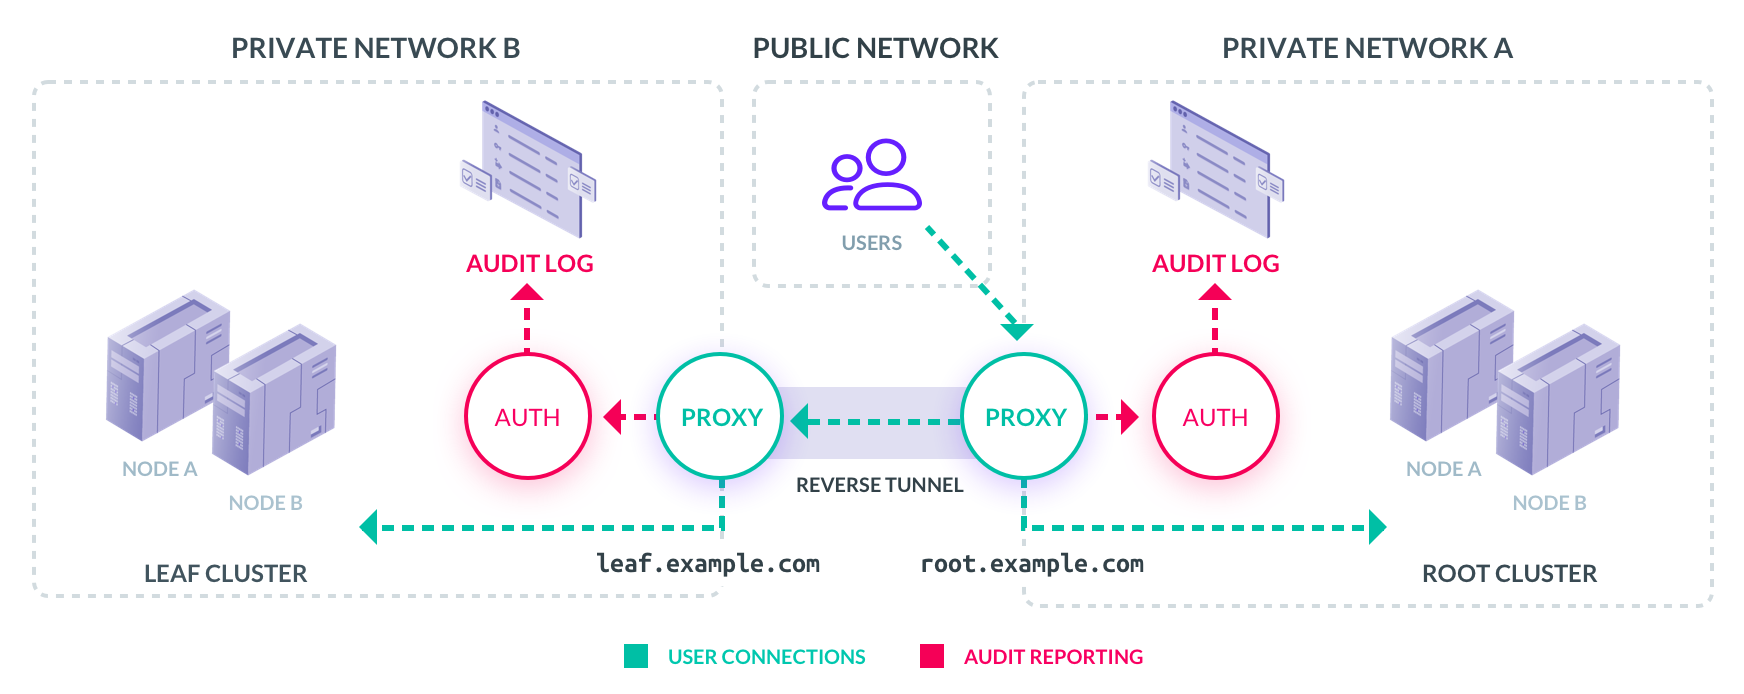 PRIVATE NETWORK B
PUBLIC NETWORK
PRIVATE NETWORK A
USERS
AUDIT LOG
AUDIT LOG
AUTH
PROXY
PROXY
AUTH
NODE A
NODE B
REVERSE TUNNEL
NODE A
NODE B
leaf.example.com
root.example.com
LEAF CLUSTER
ROOT CLUSTER
USER CONNECTIONS
AUDIT REPORTING